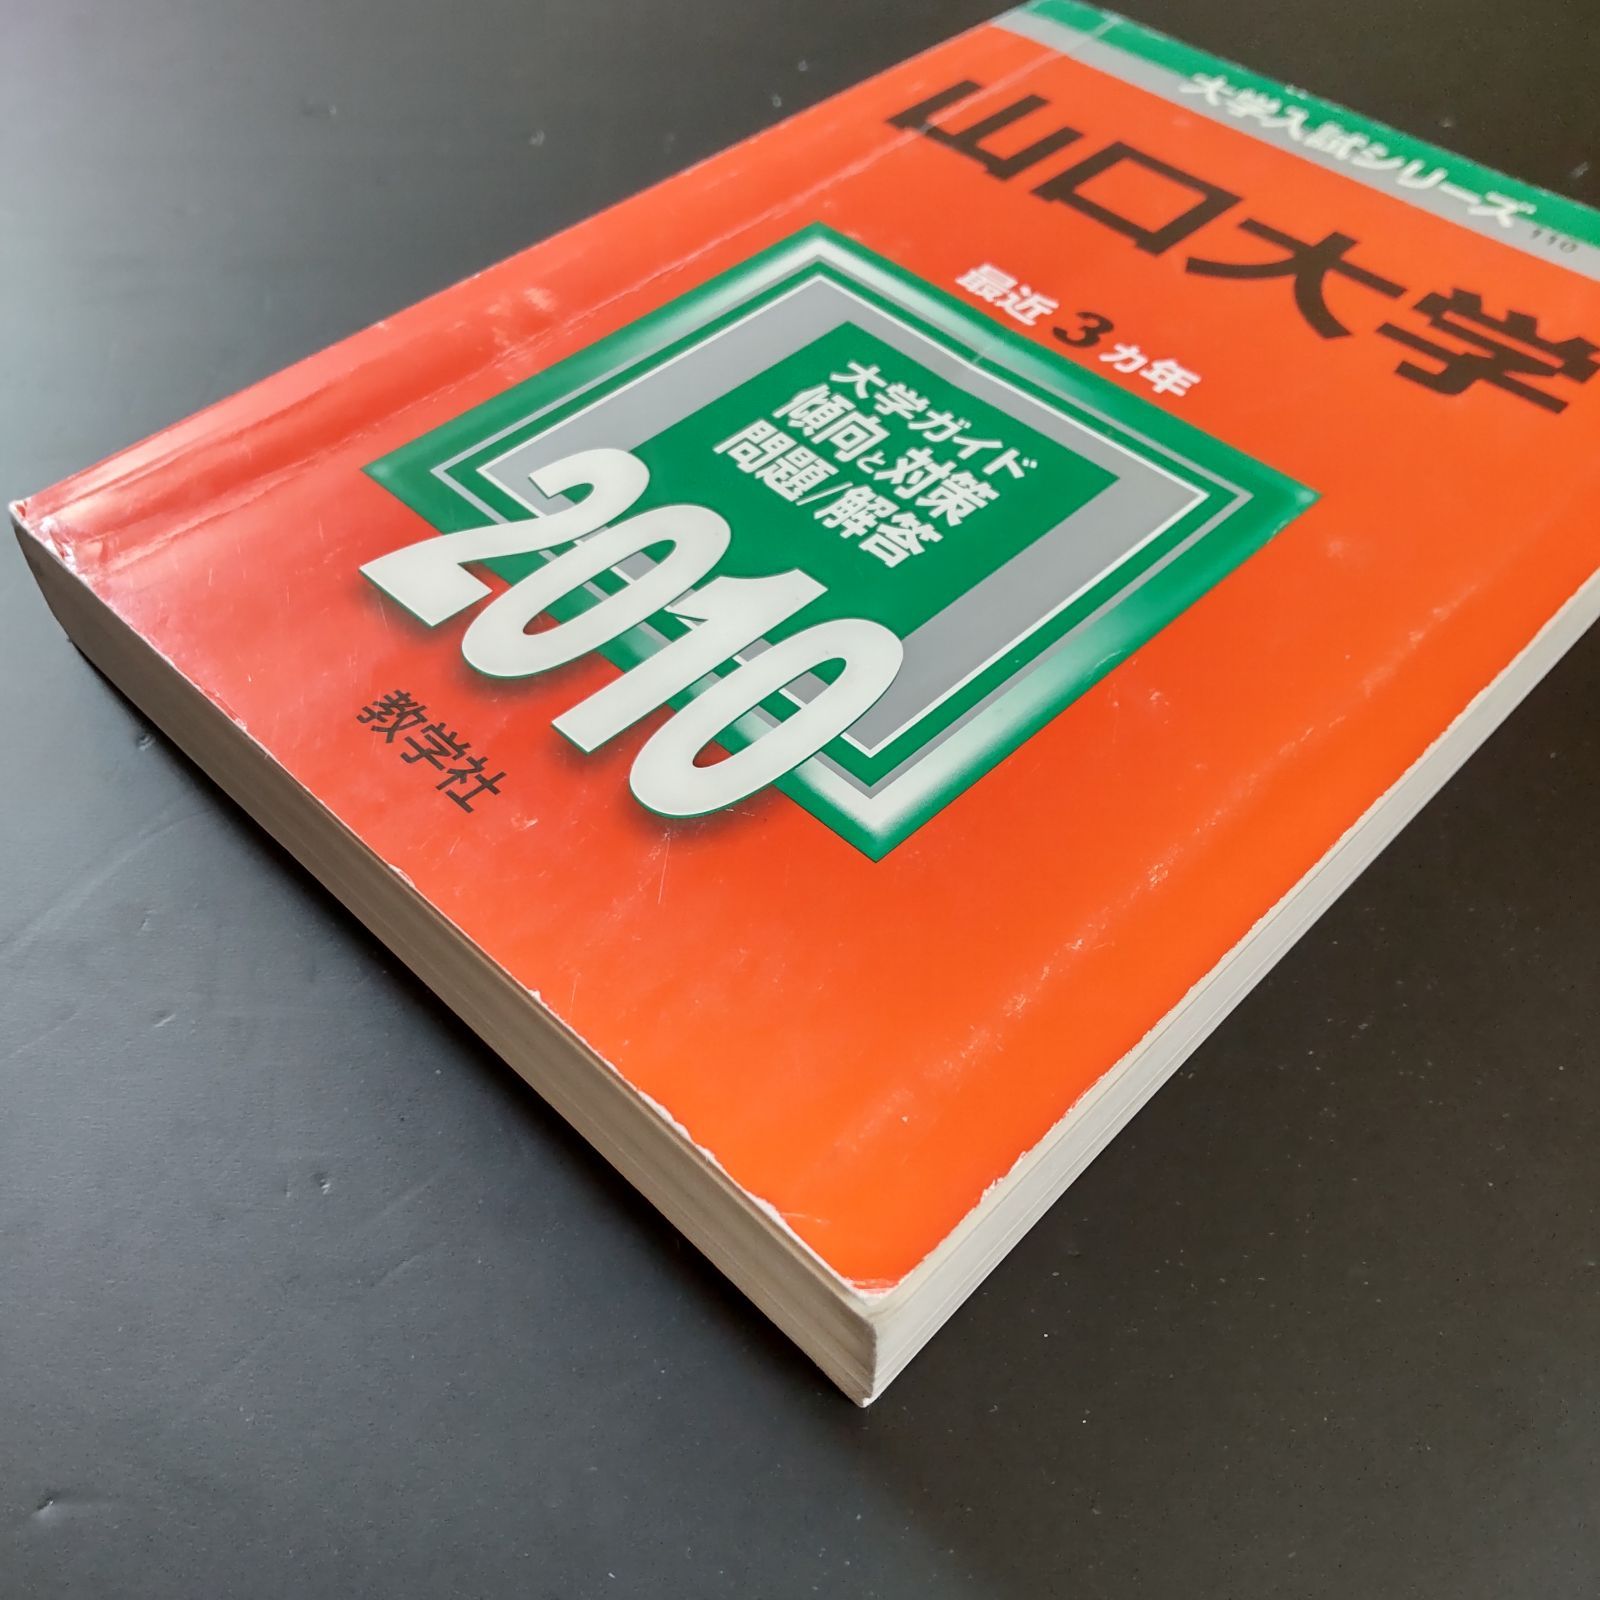 大学入試シリーズ
110
山口大学
最近3カ年
大学ガイド
傾向と対策
問題/解答
2010
教学社